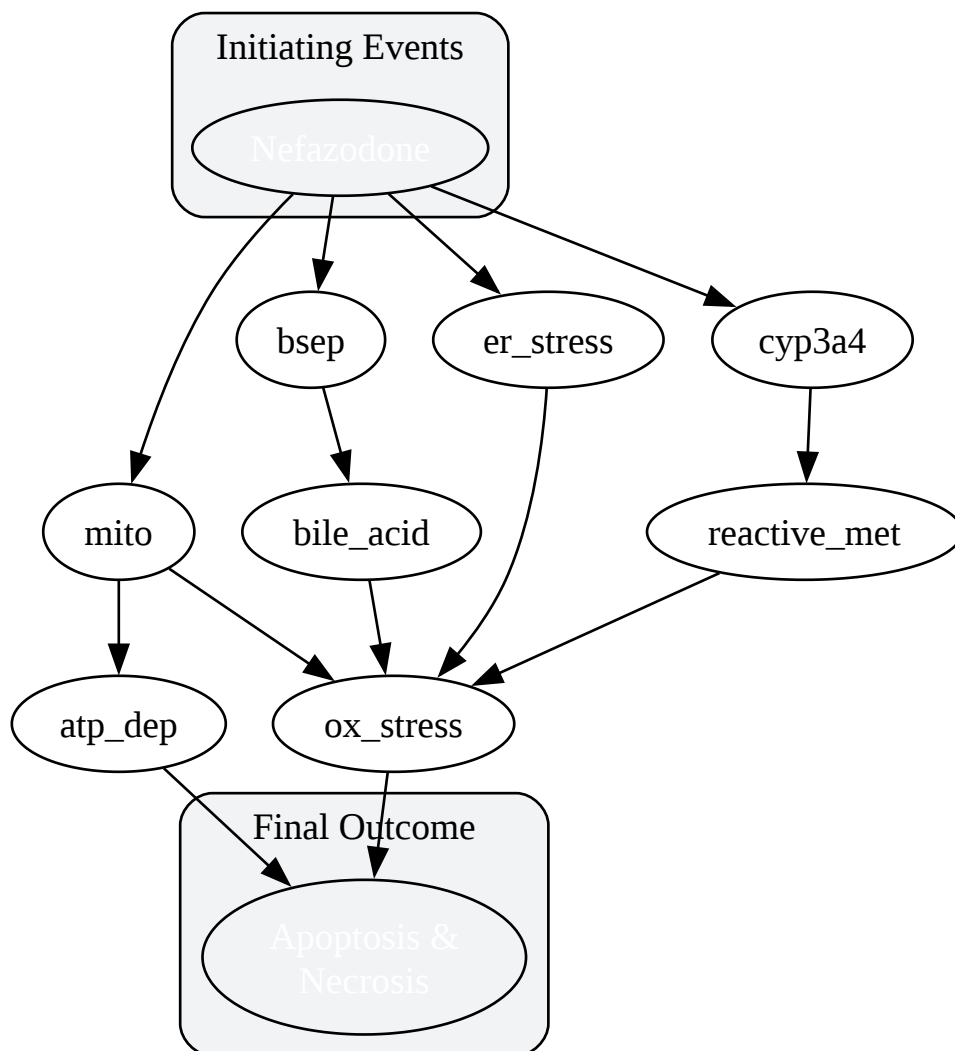 Initiating Events
Nefazodone
bsep
er_stress
cyp3a4
mito
bile_acid
reactive_met
atp_dep
ox_stress
Final Outcome
Apoptosis &
Necrosis